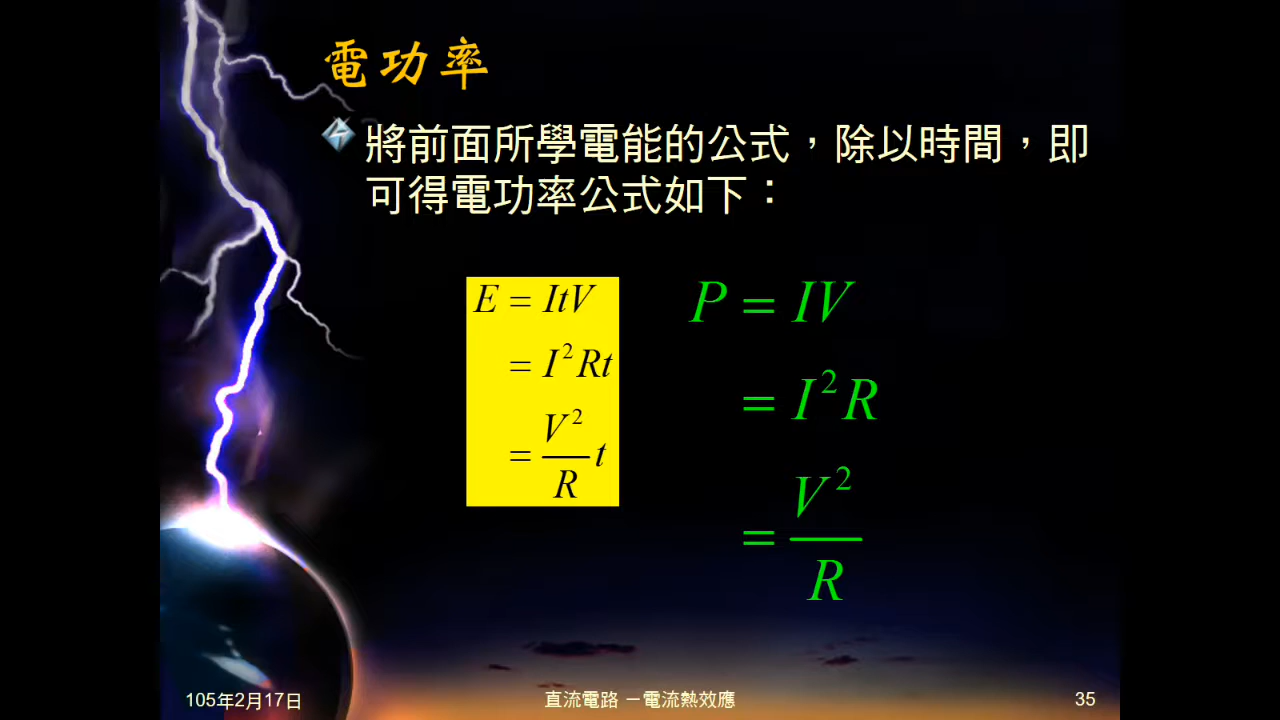 電功率
將前面所學電能的公式，除以時間，即
可得電功率公式如下：
E = ItV
= I²Rt
= V²/R t
P = IV
= I²R
= V²/R
105年2月17日
直流電路 －電流熱效應
35